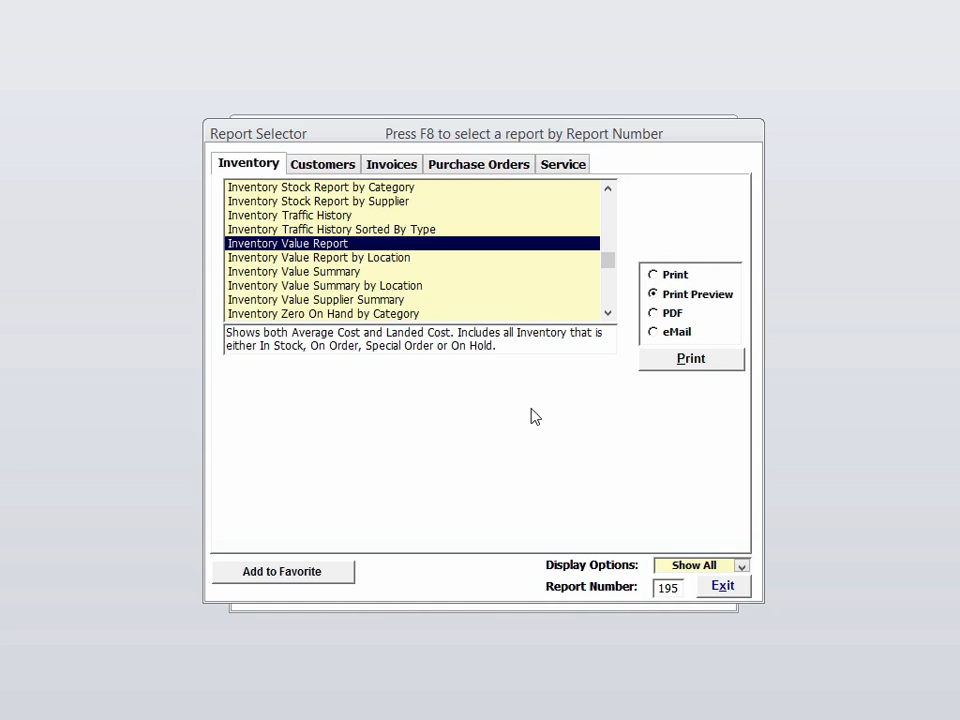 Report Selector Press F8 to select a report by Report Number
Inventory Customers Invoices Purchase Orders Service
Inventory Stock Report by Category
Inventory Stock Report by Supplier
Inventory Traffic History
Inventory Traffic History Sorted By Type
Inventory Value Report
Inventory Value Report by Location
Inventory Value Summary
Inventory Value Summary by Location
Inventory Value Supplier Summary
Inventory Zero On Hand by Category
Shows both Average Cost and Landed Cost. Includes all Inventory that is
either In Stock, On Order, Special Order or On Hold.
Print
Print Preview
PDF
eMail
Print
Add to Favorite
Display Options: Show All
Report Number: 195 Exit